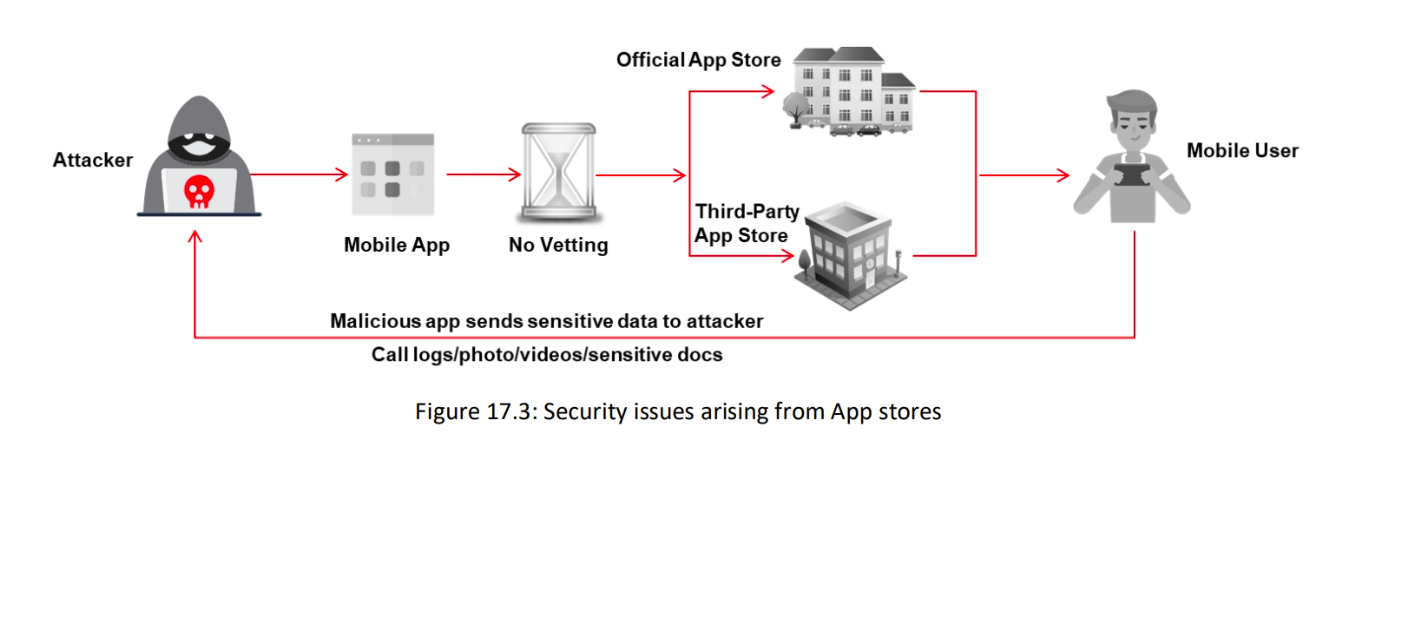 Official App Store
Attacker
Mobile User
Third-Party
App Store
Mobile App
No Vetting
Malicious app sends sensitive data to attacker
Call logs/photo/videos/sensitive docs
Figure 17.3: Security issues arising from App stores